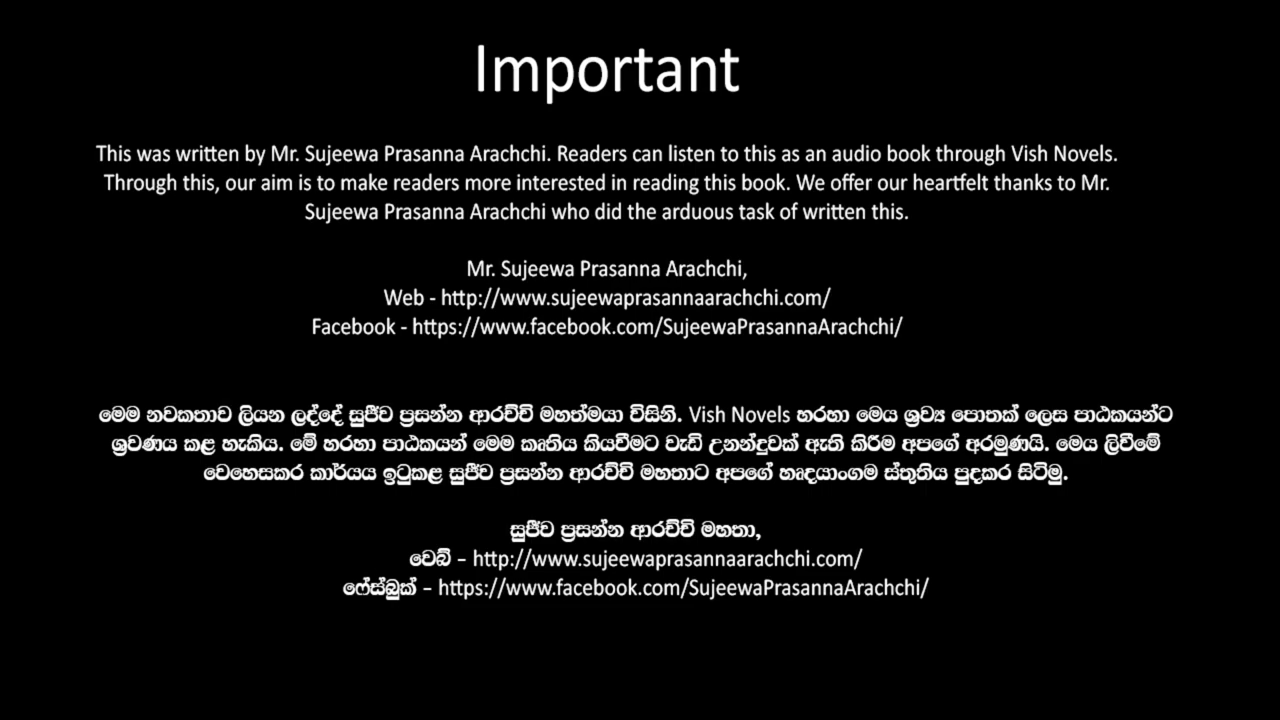 Important
This was written by Mr. Sujeewa Prasanna Arachchi. Readers can listen to this as an audio book through Vish Novels.
Through this, our aim is to make readers more interested in reading this book. We offer our heartfelt thanks to Mr.
Sujeewa Prasanna Arachchi who did the arduous task of written this.
Mr. Sujeewa Prasanna Arachchi,
Web - http://www.sujeewaprasannaarachchi.com/
Facebook - https://www.facebook.com/SujeewaPrasannaArachchi/
මෙම නවකතාව ලියන ලද්දේ සුජීව ප්‍රසන්න ආරච්චි මහත්මයා විසිනි. Vish Novels හරහා මෙය ශ්‍රව්‍ය පොතක් ලෙස පාඨකයන්ට
ශ්‍රවණය කළ හැකිය. මේ හරහා පාඨකයන් මෙම කෘතිය කියවීමට වැඩි උනන්දුවක් ඇති කිරීම අපගේ අරමුණයි. මෙය ලිවීමේ
වෙහෙසකර කාර්යය ඉටුකළ සුජීව ප්‍රසන්න ආරච්චි මහතාට අපගේ හෘදයාංගම ස්තුතිය පුදකර සිටිමු.
සුජීව ප්‍රසන්න ආරච්චි මහතා,
වෙබ් – http://www.sujeewaprasannaarachchi.com/
ෆේස්බුක් – https://www.facebook.com/SujeewaPrasannaArachchi/